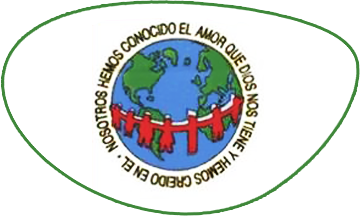 NOSOTROS HEMOS CONOCIDO EL AMOR QUE DIOS NOS TIENE Y HEMOS CREIDO EN EL •